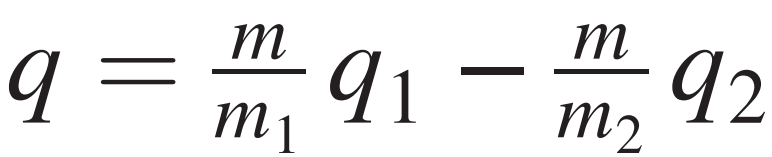 q = \frac{m}{m_1} q_1 - \frac{m}{m_2} q_2